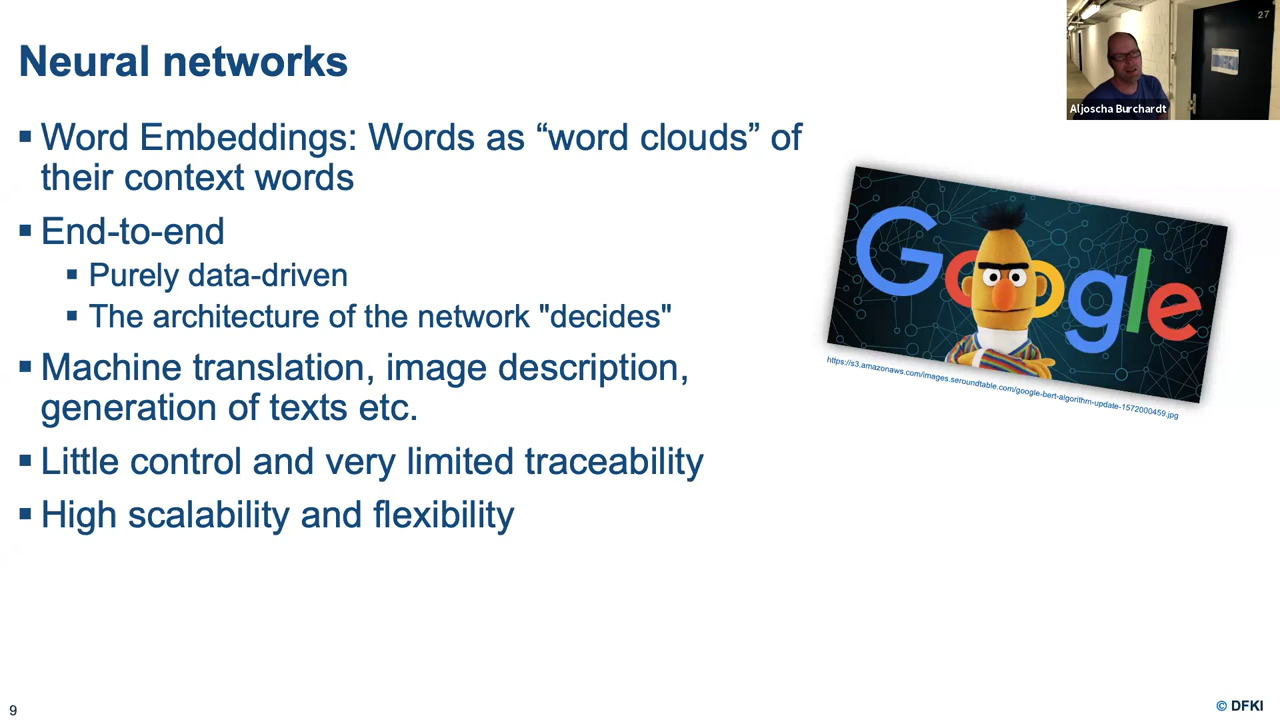 Neural networks
27
Aljoscha Burchardt
▪ Word Embeddings: Words as “word clouds” of
their context words
▪ End-to-end
▪ Purely data-driven
▪ The architecture of the network "decides"
Google
https://s3.amazonaws.com/images.seroundtable.com/google-bert-algorithm-update-1572000459.jpg
▪ Machine translation, image description,
generation of texts etc.
▪ Little control and very limited traceability
▪ High scalability and flexibility
9
© DFKI